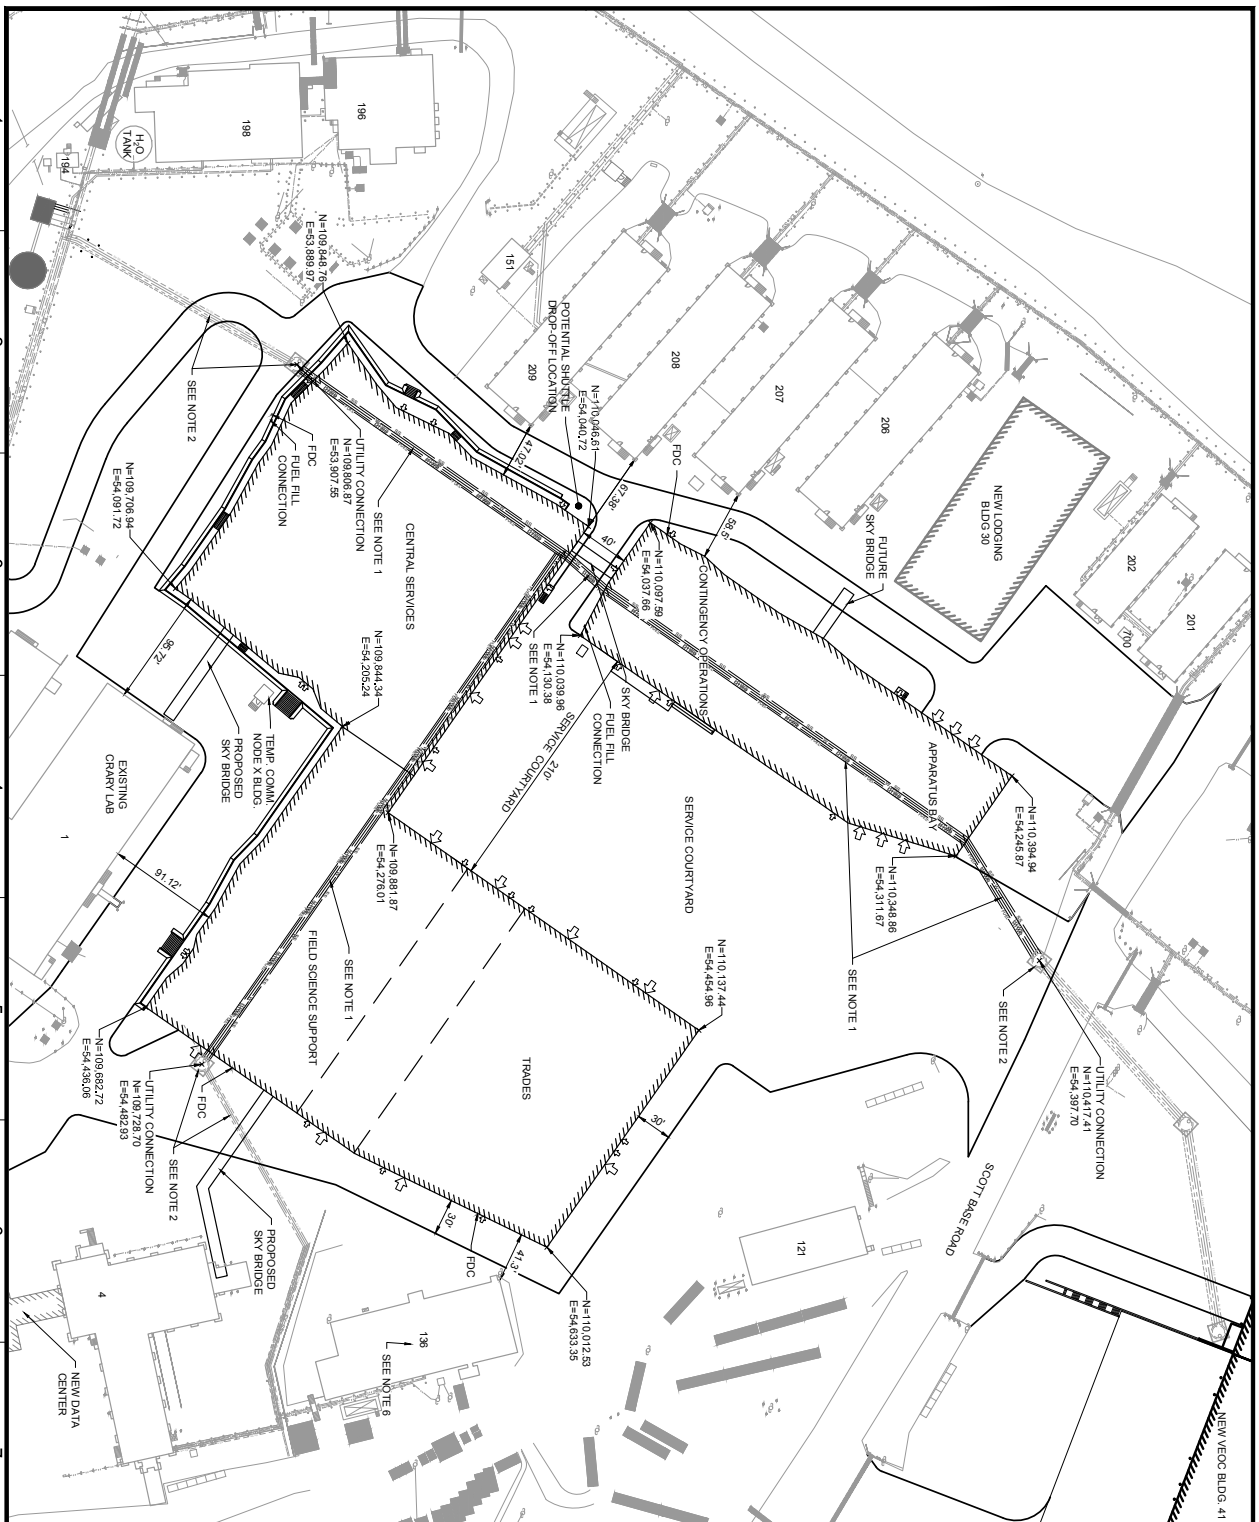 196
198
H₂O
TANK
194
N=109,848.76
E=53,889.97
151
POTENTIAL SHUTTLE
DROP-OFF LOCATION
209
208
207
206
NEW LODGING
BLDG 30
202
201
700
N=110,046.61
E=54,040.72
47.02'
67.38'
58.5'
40'
FDC
FUTURE
SKY BRIDGE
SEE NOTE 2
FDC
FUEL FILL
CONNECTION
UTILITY CONNECTION
N=109,806.87
E=53,907.55
SEE NOTE 1
CENTRAL SERVICES
N=109,706.94
E=54,091.72
N=110,097.59
E=54,037.66
CONTINGENCY OPERATIONS
N=110,039.96
E=54,130.38
SEE NOTE 1
SKY BRIDGE
FUEL FILL
CONNECTION
APPARATUS BAY
N=110,394.94
E=54,245.87
N=110,348.86
E=54,311.67
N=109,844.34
E=54,205.24
96.72'
TEMP. COMM.
NODE X BLDG.
PROPOSED
SKY BRIDGE
EXISTING
CRARY LAB
1
91.12'
210'
SERVICE COURTYARD
SERVICE COURTYARD
N=109,881.87
E=54,276.01
SEE NOTE 1
FIELD SCIENCE SUPPORT
SEE NOTE 1
SEE NOTE 2
N=110,137.44
E=54,454.96
TRADES
UTILITY CONNECTION
N=110,417.41
E=54,397.70
N=109,682.72
E=54,436.06
UTILITY CONNECTION
N=109,728.70
E=54,482.93
FDC
SEE NOTE 2
PROPOSED
SKY BRIDGE
30'
30'
41.3'
FDC
N=110,012.53
E=54,633.35
SCOTT BASE ROAD
121
136
SEE NOTE 6
4
NEW DATA
CENTER
NEW VEOC BLDG. 41